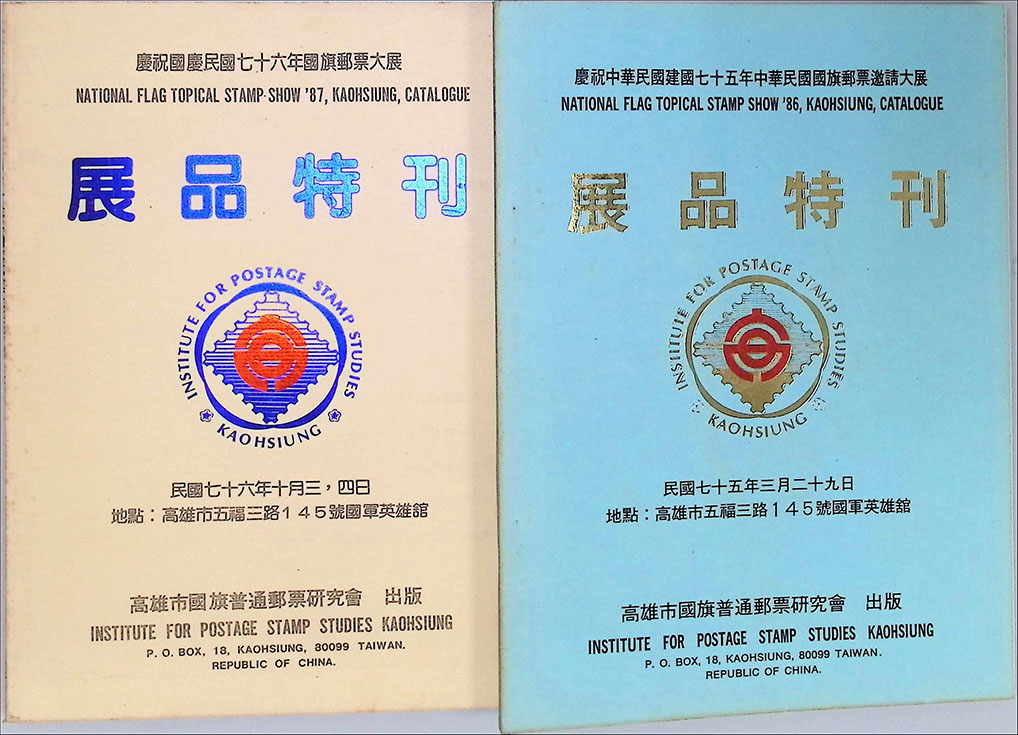 慶祝國慶民國七十六年國旗郵票大展
NATIONAL FLAG TOPICAL STAMP SHOW '87, KAOHSIUNG, CATALOGUE
展品特刊
INSTITUTE FOR POSTAGE STAMP STUDIES
KAOHSIUNG
民國七十六年十月三，四日
地點：高雄市五福三路145號國軍英雄舘
高雄市國旗普通郵票研究會 出版
INSTITUTE FOR POSTAGE STAMP STUDIES KAOHSIUNG
P. O. BOX, 18, KAOHSIUNG, 80099 TAIWAN.
REPUBLIC OF CHINA.
慶祝中華民國建國七十五年中華民國國旗郵票邀請大展
NATIONAL FLAG TOPICAL STAMP SHOW '86, KAOHSIUNG, CATALOGUE
展品特刊
INSTITUTE FOR POSTAGE STAMP STUDIES
KAOHSIUNG
民國七十五年三月二十九日
地點：高雄市五福三路145號國軍英雄舘
高雄市國旗普通郵票研究會 出版
INSTITUTE FOR POSTAGE STAMP STUDIES KAOHSIUNG
P. O. BOX, 18, KAOHSIUNG, 80099 TAIWAN.
REPUBLIC OF CHINA.